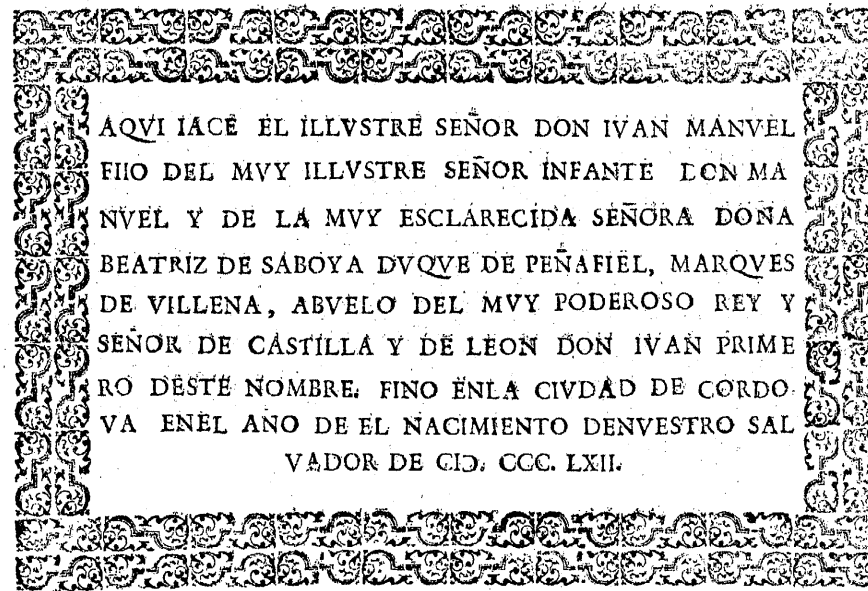 AQVI IACE EL ILLVSTRE SEÑOR DON IVAN MANVEL
FIIO DEL MVY ILLVSTRE SEÑOR INFANTE DON MA
NVEL Y DE LA MVY ESCLARECIDA SEÑORA DOÑA
BEATRIZ DE SABOYA DVQVE DE PEÑAFIEL, MARQVES
DE VILLENA, ABVELO DEL MVY PODEROSO REY Y
SEÑOR DE CASTILLA Y DE LEON DON IVAN PRIME
RO DESTE NOMBRE. FINO ENLA CIVDAD DE CORDO
VA ENEL AÑO DE EL NACIMIENTO DENVESTRO SAL
VADOR DE CIↃ. CCC. LXII.